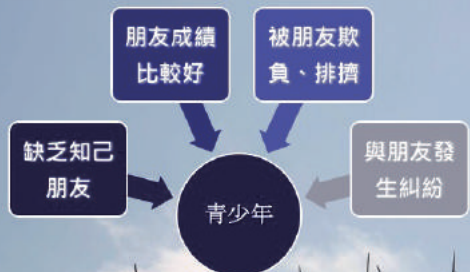 朋友成績
比較好
被朋友欺
負、排擠
缺乏知己
朋友
與朋友發
生糾紛
青少年